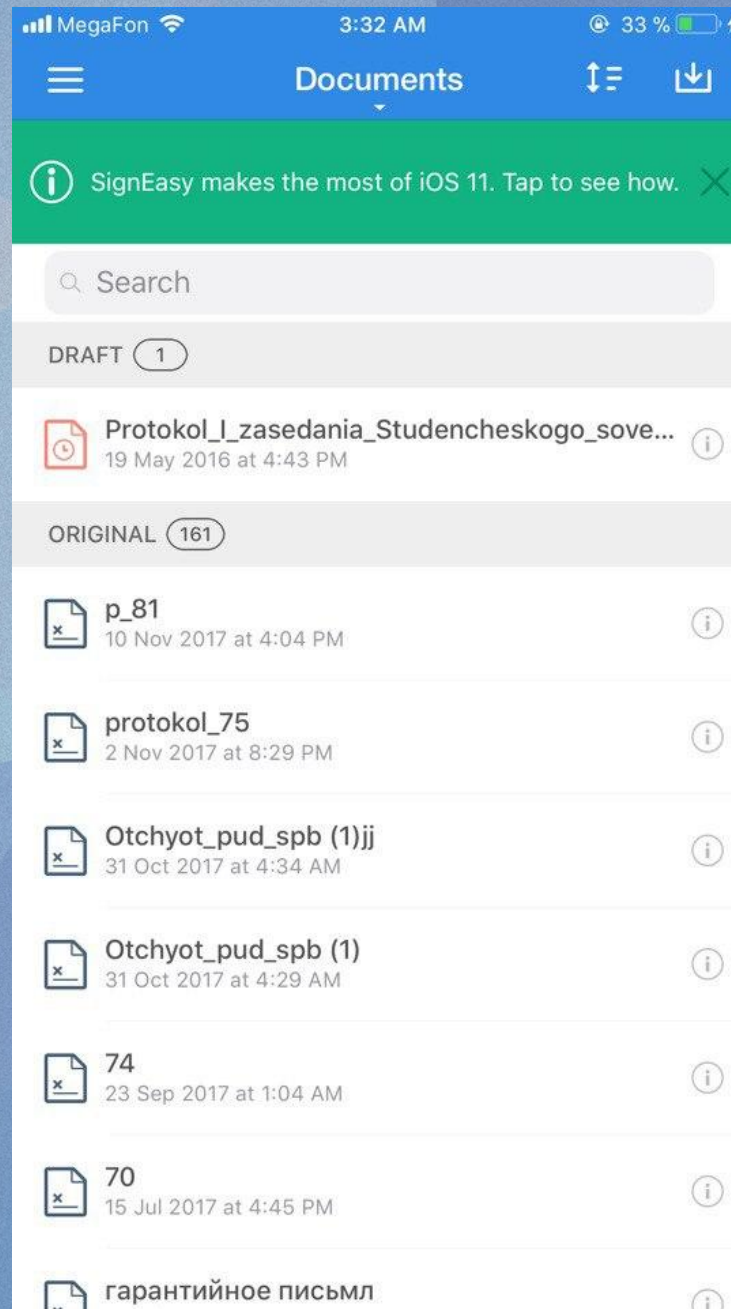 MegaFon 3:32 AM 33 %
Documents
SignEasy makes the most of iOS 11. Tap to see how.
Search
DRAFT 1
Protokol_I_zasedania_Studencheskogo_sove...
19 May 2016 at 4:43 PM
ORIGINAL 161
p_81
10 Nov 2017 at 4:04 PM
protokol_75
2 Nov 2017 at 8:29 PM
Otchyot_pud_spb (1)jj
31 Oct 2017 at 4:34 AM
Otchyot_pud_spb (1)
31 Oct 2017 at 4:29 AM
74
23 Sep 2017 at 1:04 AM
70
15 Jul 2017 at 4:45 PM
гарантийное письмл